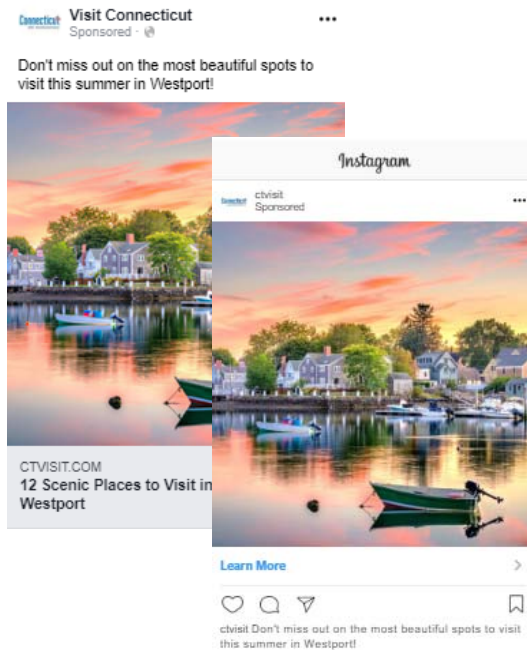 Connecticut
Visit Connecticut
Sponsored ·
Don't miss out on the most beautiful spots to
visit this summer in Westport!
CTVISIT.COM
12 Scenic Places to Visit in
Westport
Instagram
Connecticut
ctvisit
Sponsored
Learn More
ctvisit Don't miss out on the most beautiful spots to visit
this summer in Westport!